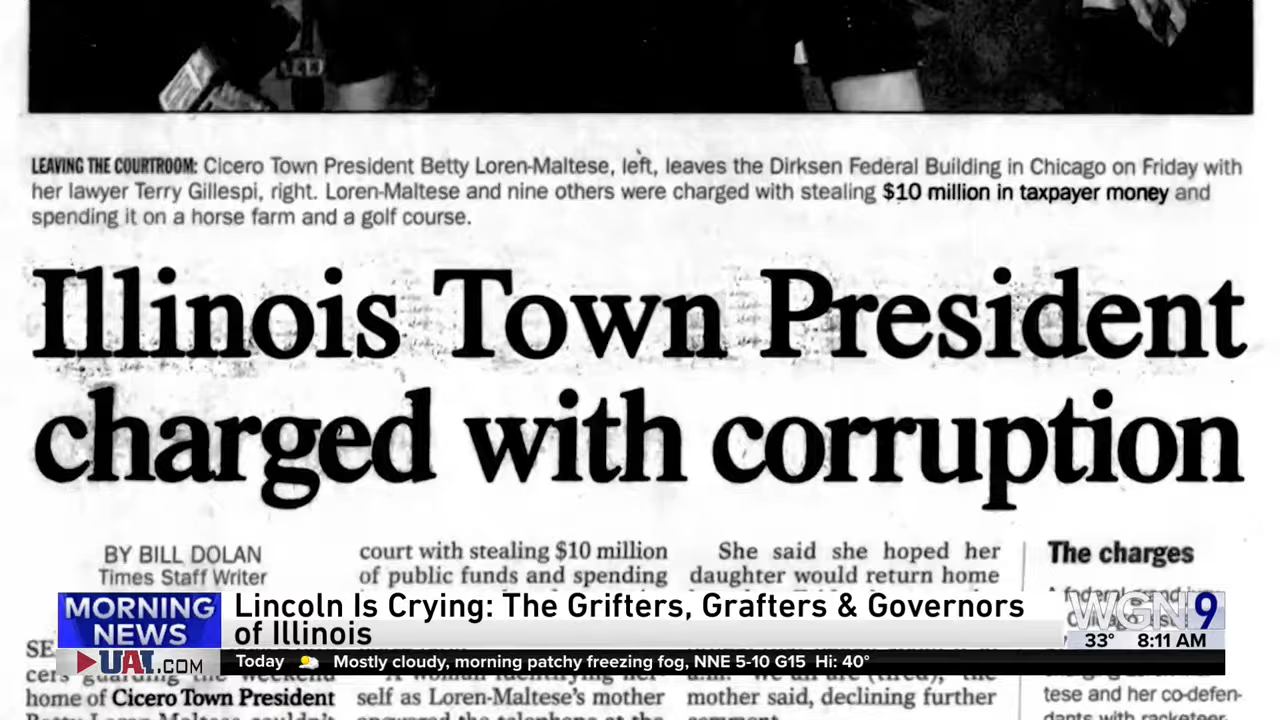 LEAVING THE COURTROOM: Cicero Town President Betty Loren-Maltese, left, leaves the Dirksen Federal Building in Chicago on Friday with
her lawyer Terry Gillespi, right. Loren-Maltese and nine others were charged with stealing $10 million in taxpayer money and
spending it on a horse farm and a golf course.
Illinois Town President
charged with corruption
BY BILL DOLAN
Times Staff Writer
court with stealing $10 million
of public funds and spending
She said she hoped her
daughter would return home
The charges
MORNING
NEWS
Lincoln Is Crying: The Grifters, Grafters & Governors
of Illinois
WGN 9
33° 8:11 AM
UAI.COM
Today Mostly cloudy, morning patchy freezing fog, NNE 5-10 G15 Hi: 40°
home of Cicero Town President
self as Loren-Maltese's mother
mother said, declining further
tese and her co-defen-